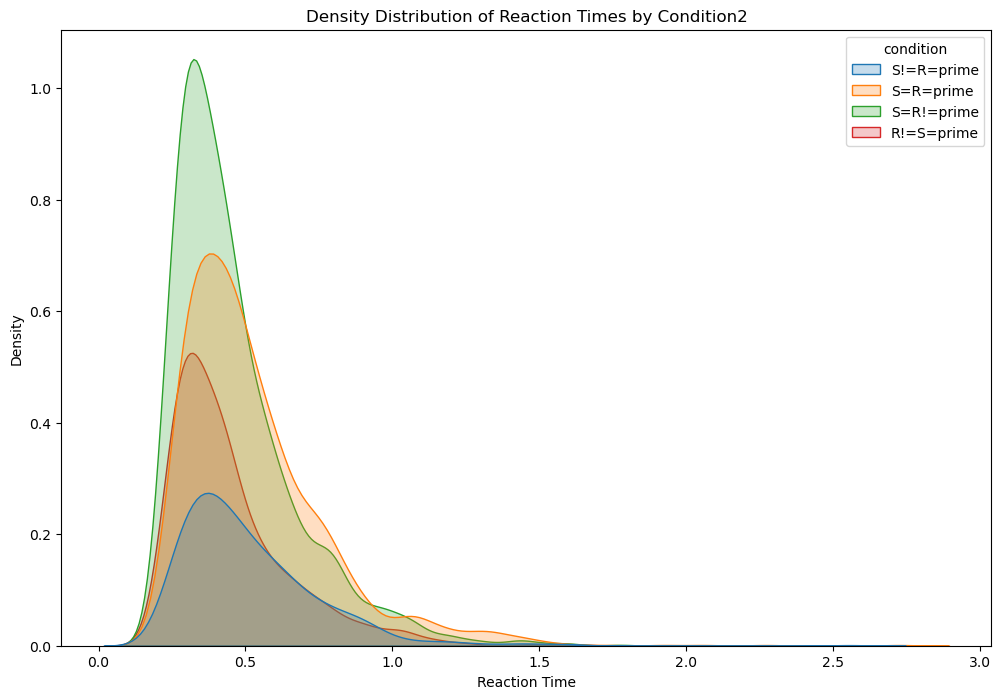 Density Distribution of Reaction Times by Condition2
condition
S!=R=prime
S=R=prime
S=R!=prime
R!=S=prime
Density
1.0
0.8
0.6
0.4
0.2
0.0
0.0 0.5 1.0 1.5 2.0 2.5 3.0
Reaction Time